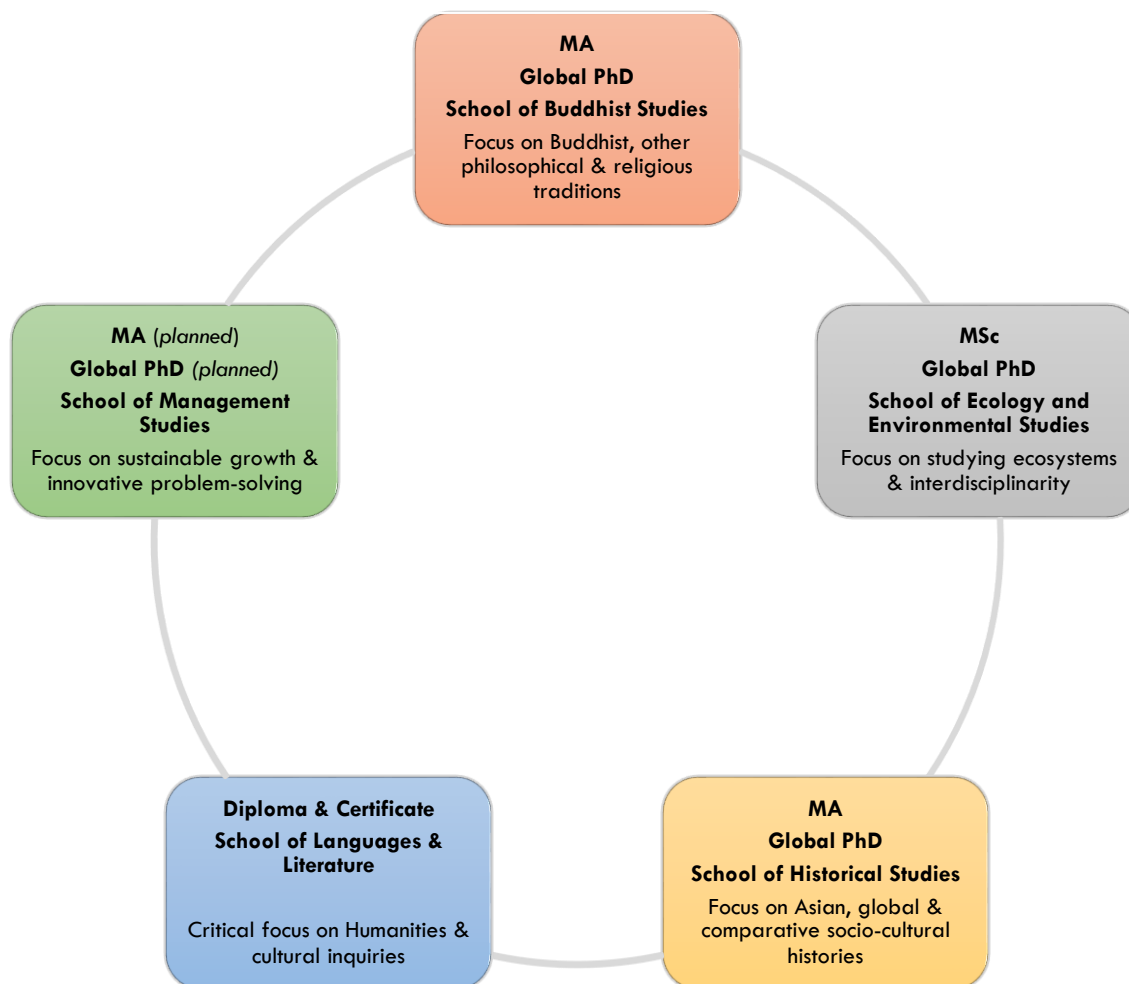 MA
Global PhD
School of Buddhist Studies
Focus on Buddhist, other
philosophical & religious
traditions
MA (planned)
Global PhD (planned)
School of Management
Studies
Focus on sustainable growth &
innovative problem-solving
MSc
Global PhD
School of Ecology and
Environmental Studies
Focus on studying ecosystems
& interdisciplinarity
Diploma & Certificate
School of Languages &
Literature
Critical focus on Humanities &
cultural inquiries
MA
Global PhD
School of Historical Studies
Focus on Asian, global &
comparative socio-cultural
histories